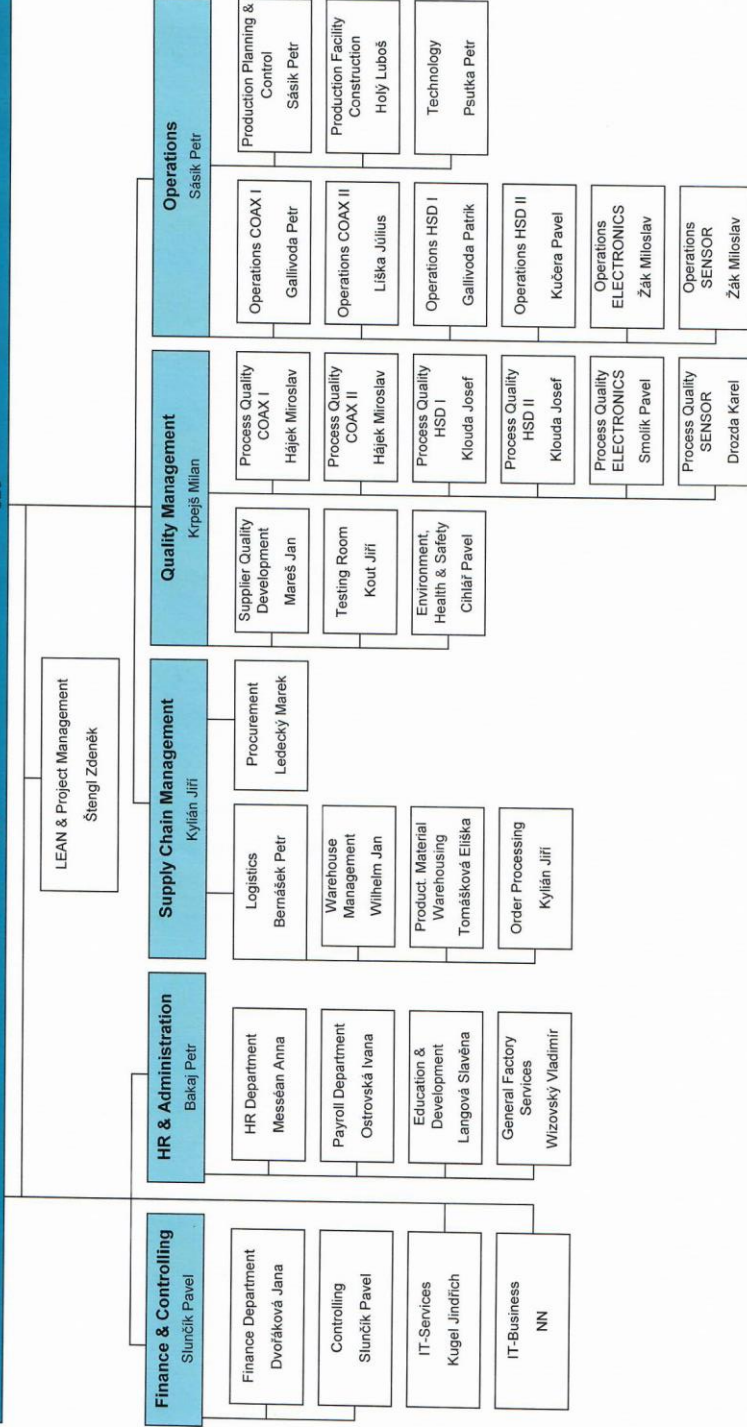 LEAN & Project Management
Štengl Zdeněk
Finance & Controlling
Slunčík Pavel
Finance Department
Dvořáková Jana
Controlling
Slunčík Pavel
IT-Services
Kugel Jindřich
IT-Business
NN
HR & Administration
Bakaj Petr
HR Department
Messéan Anna
Payroll Department
Ostrovská Ivana
Education &
Development
Langová Slavěna
General Factory
Services
Wizovský Vladimír
Supply Chain Management
Kylián Jiří
Logistics
Bernášek Petr
Warehouse
Management
Wilhelm Jan
Product. Material
Warehousing
Tomášková Eliška
Order Processing
Kylián Jiří
Procurement
Ledecký Marek
Quality Management
Krpejš Milan
Supplier Quality
Development
Mareš Jan
Testing Room
Kout Jiří
Environment,
Health & Safety
Cihlář Pavel
Process Quality
COAX I
Hájek Miroslav
Process Quality
COAX II
Hájek Miroslav
Process Quality
HSD I
Klouda Josef
Process Quality
HSD II
Klouda Josef
Process Quality
ELECTRONICS
Smolík Pavel
Process Quality
SENSOR
Drozda Karel
Operations
Sásik Petr
Operations COAX I
Gallivoda Petr
Operations COAX II
Liška Július
Operations HSD I
Gallivoda Patrik
Operations HSD II
Kučera Pavel
Operations
ELECTRONICS
Žák Miloslav
Operations
SENSOR
Žák Miloslav
Production Planning &
Control
Sásik Petr
Production Facility
Construction
Holý Luboš
Technology
Psutka Petr